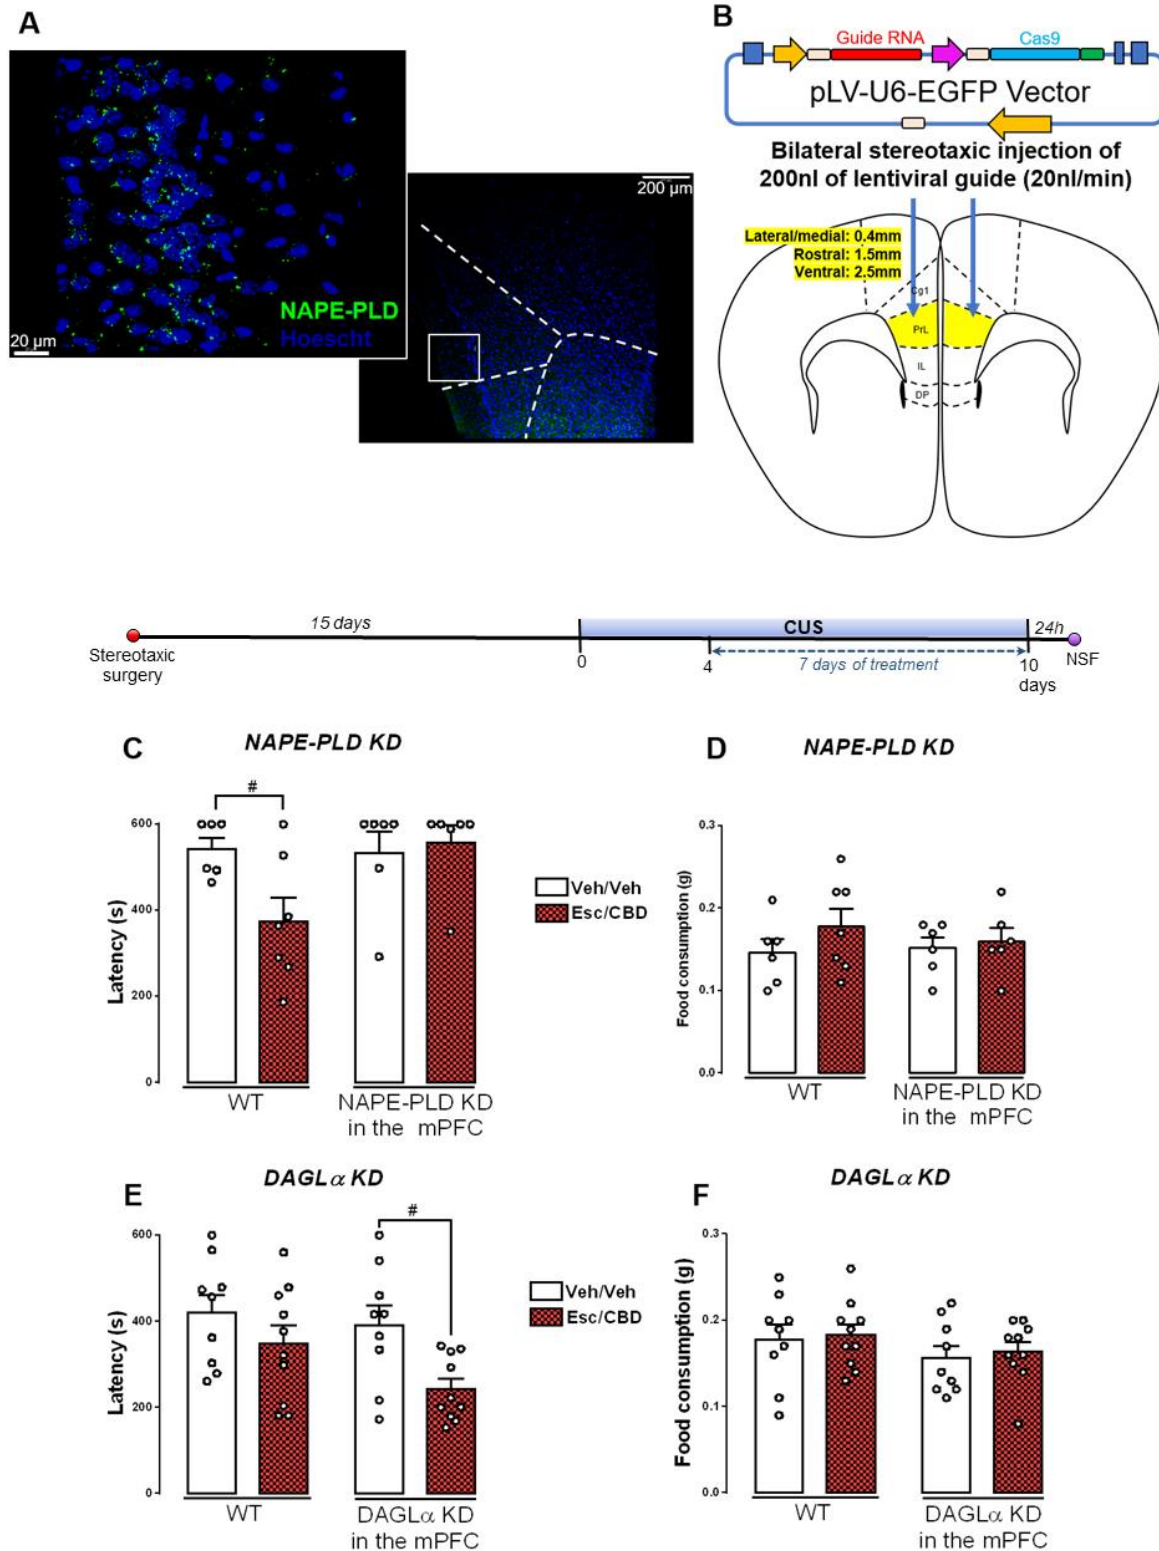 A
NAPE-PLD
Hoescht
20 µm
200 µm
B
Guide RNA
Cas9
pLV-U6-EGFP Vector
Bilateral stereotaxic injection of
200nl of lentiviral guide (20nl/min)
Lateral/medial: 0.4mm
Rostral: 1.5mm
Ventral: 2.5mm
Cg1
PrL
IL
DP
15 days
CUS
24h
Stereotaxic
surgery
0
4
7 days of treatment
10
days
NSF
C
NAPE-PLD KD
#
600
400
200
0
Latency (s)
WT
NAPE-PLD KD
in the mPFC
Veh/Veh
Esc/CBD
D
NAPE-PLD KD
0.3
0.2
0.1
0.0
Food consumption (g)
WT
NAPE-PLD KD
in the mPFC
E
DAGLα KD
#
600
400
200
0
Latency (s)
WT
DAGLα KD
in the mPFC
Veh/Veh
Esc/CBD
F
DAGLα KD
0.3
0.2
0.1
0.0
Food consumption (g)
WT
DAGLα KD
in the mPFC